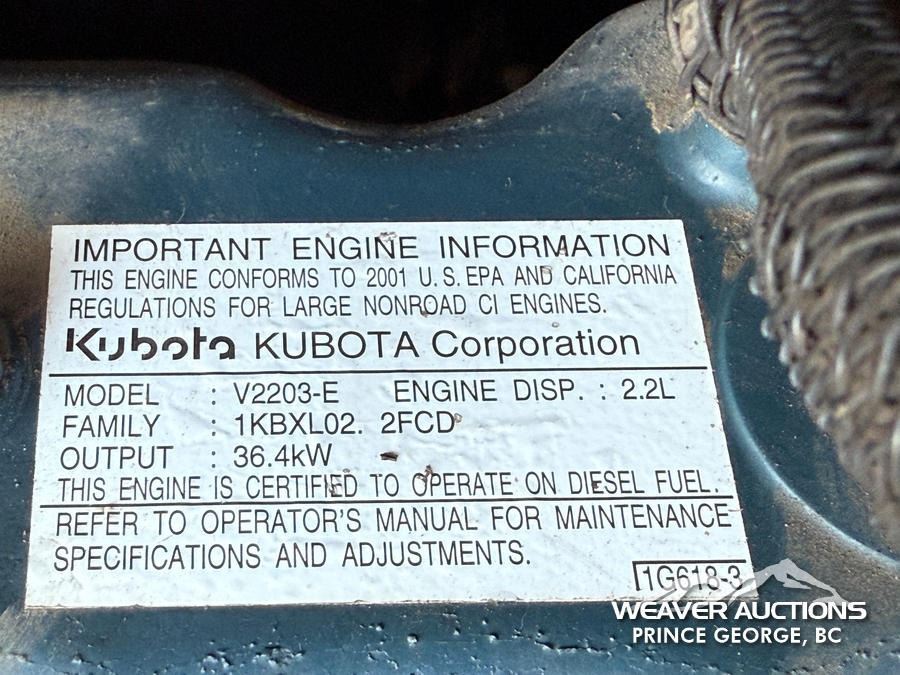 IMPORTANT ENGINE INFORMATION
THIS ENGINE CONFORMS TO 2001 U.S. EPA AND CALIFORNIA
REGULATIONS FOR LARGE NONROAD CI ENGINES.
Kubota KUBOTA Corporation
MODEL : V2203-E ENGINE DISP. : 2.2L
FAMILY : 1KBXL02. 2FCD
OUTPUT : 36.4kW
THIS ENGINE IS CERTIFIED TO OPERATE ON DIESEL FUEL.
REFER TO OPERATOR'S MANUAL FOR MAINTENANCE
SPECIFICATIONS AND ADJUSTMENTS.
1G618-3
WEAVER AUCTIONS
PRINCE GEORGE, BC